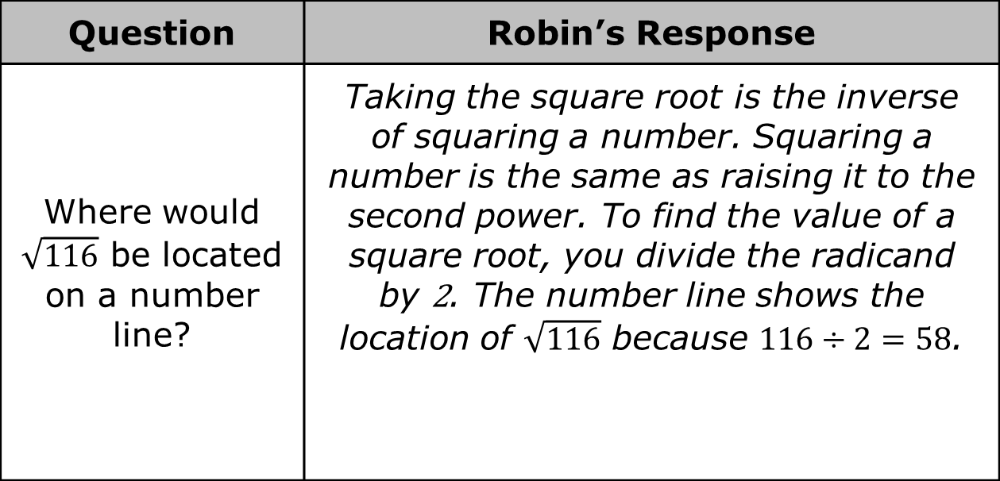 Question
Robin’s Response
Where would
√116 be located
on a number
line?
Taking the square root is the inverse
of squaring a number. Squaring a
number is the same as raising it to the
second power. To find the value of a
square root, you divide the radicand
by 2. The number line shows the
location of √116 because 116 ÷ 2 = 58.